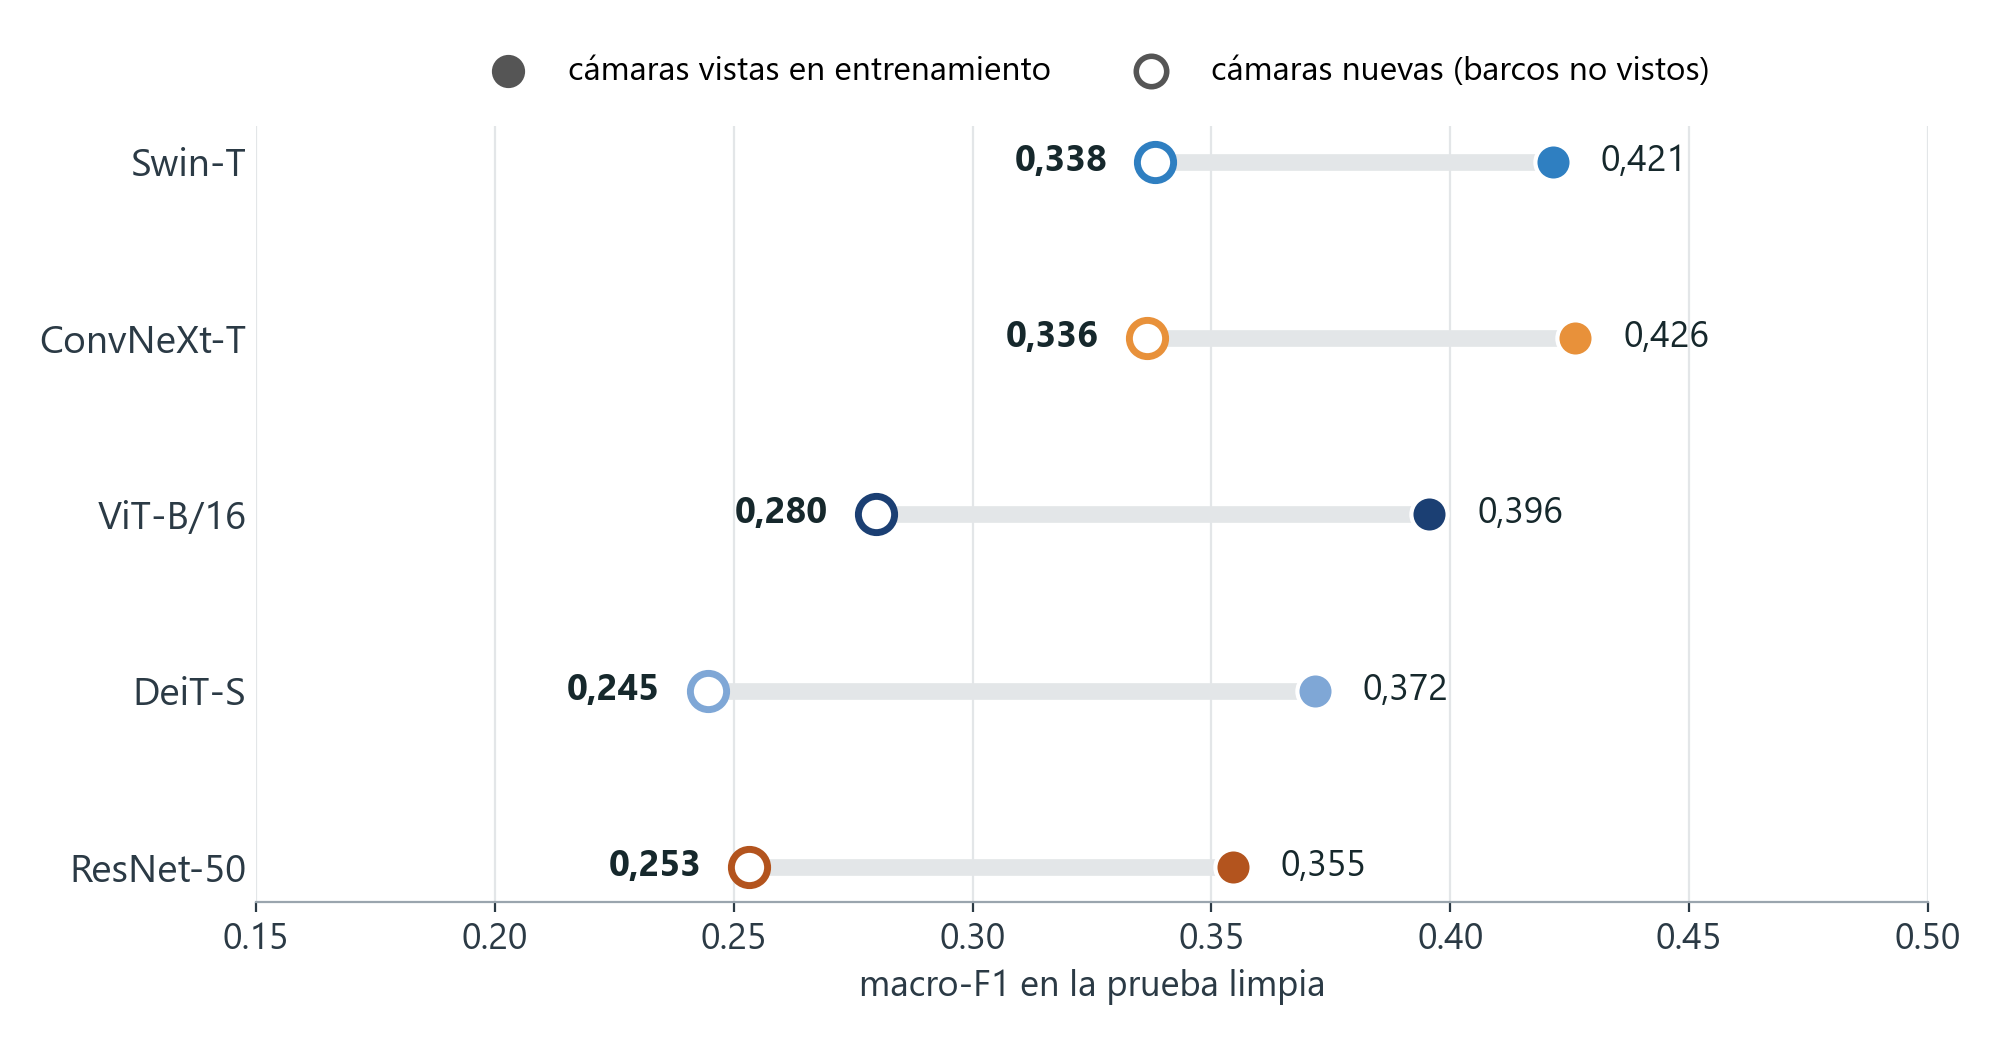 cámaras vistas en entrenamiento
cámaras nuevas (barcos no vistos)
Swin-T
0,338
0,421
ConvNeXt-T
0,336
0,426
ViT-B/16
0,280
0,396
DeiT-S
0,245
0,372
ResNet-50
0,253
0,355
0.15 0.20 0.25 0.30 0.35 0.40 0.45 0.50
macro-F1 en la prueba limpia